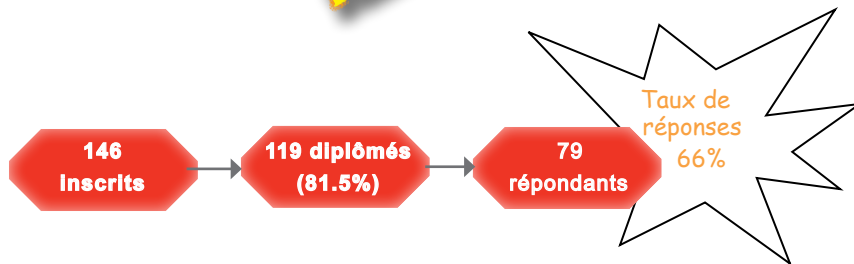 146
Inscrits
119 diplômés
(81.5%)
79
répondants
Taux de
réponses
66%